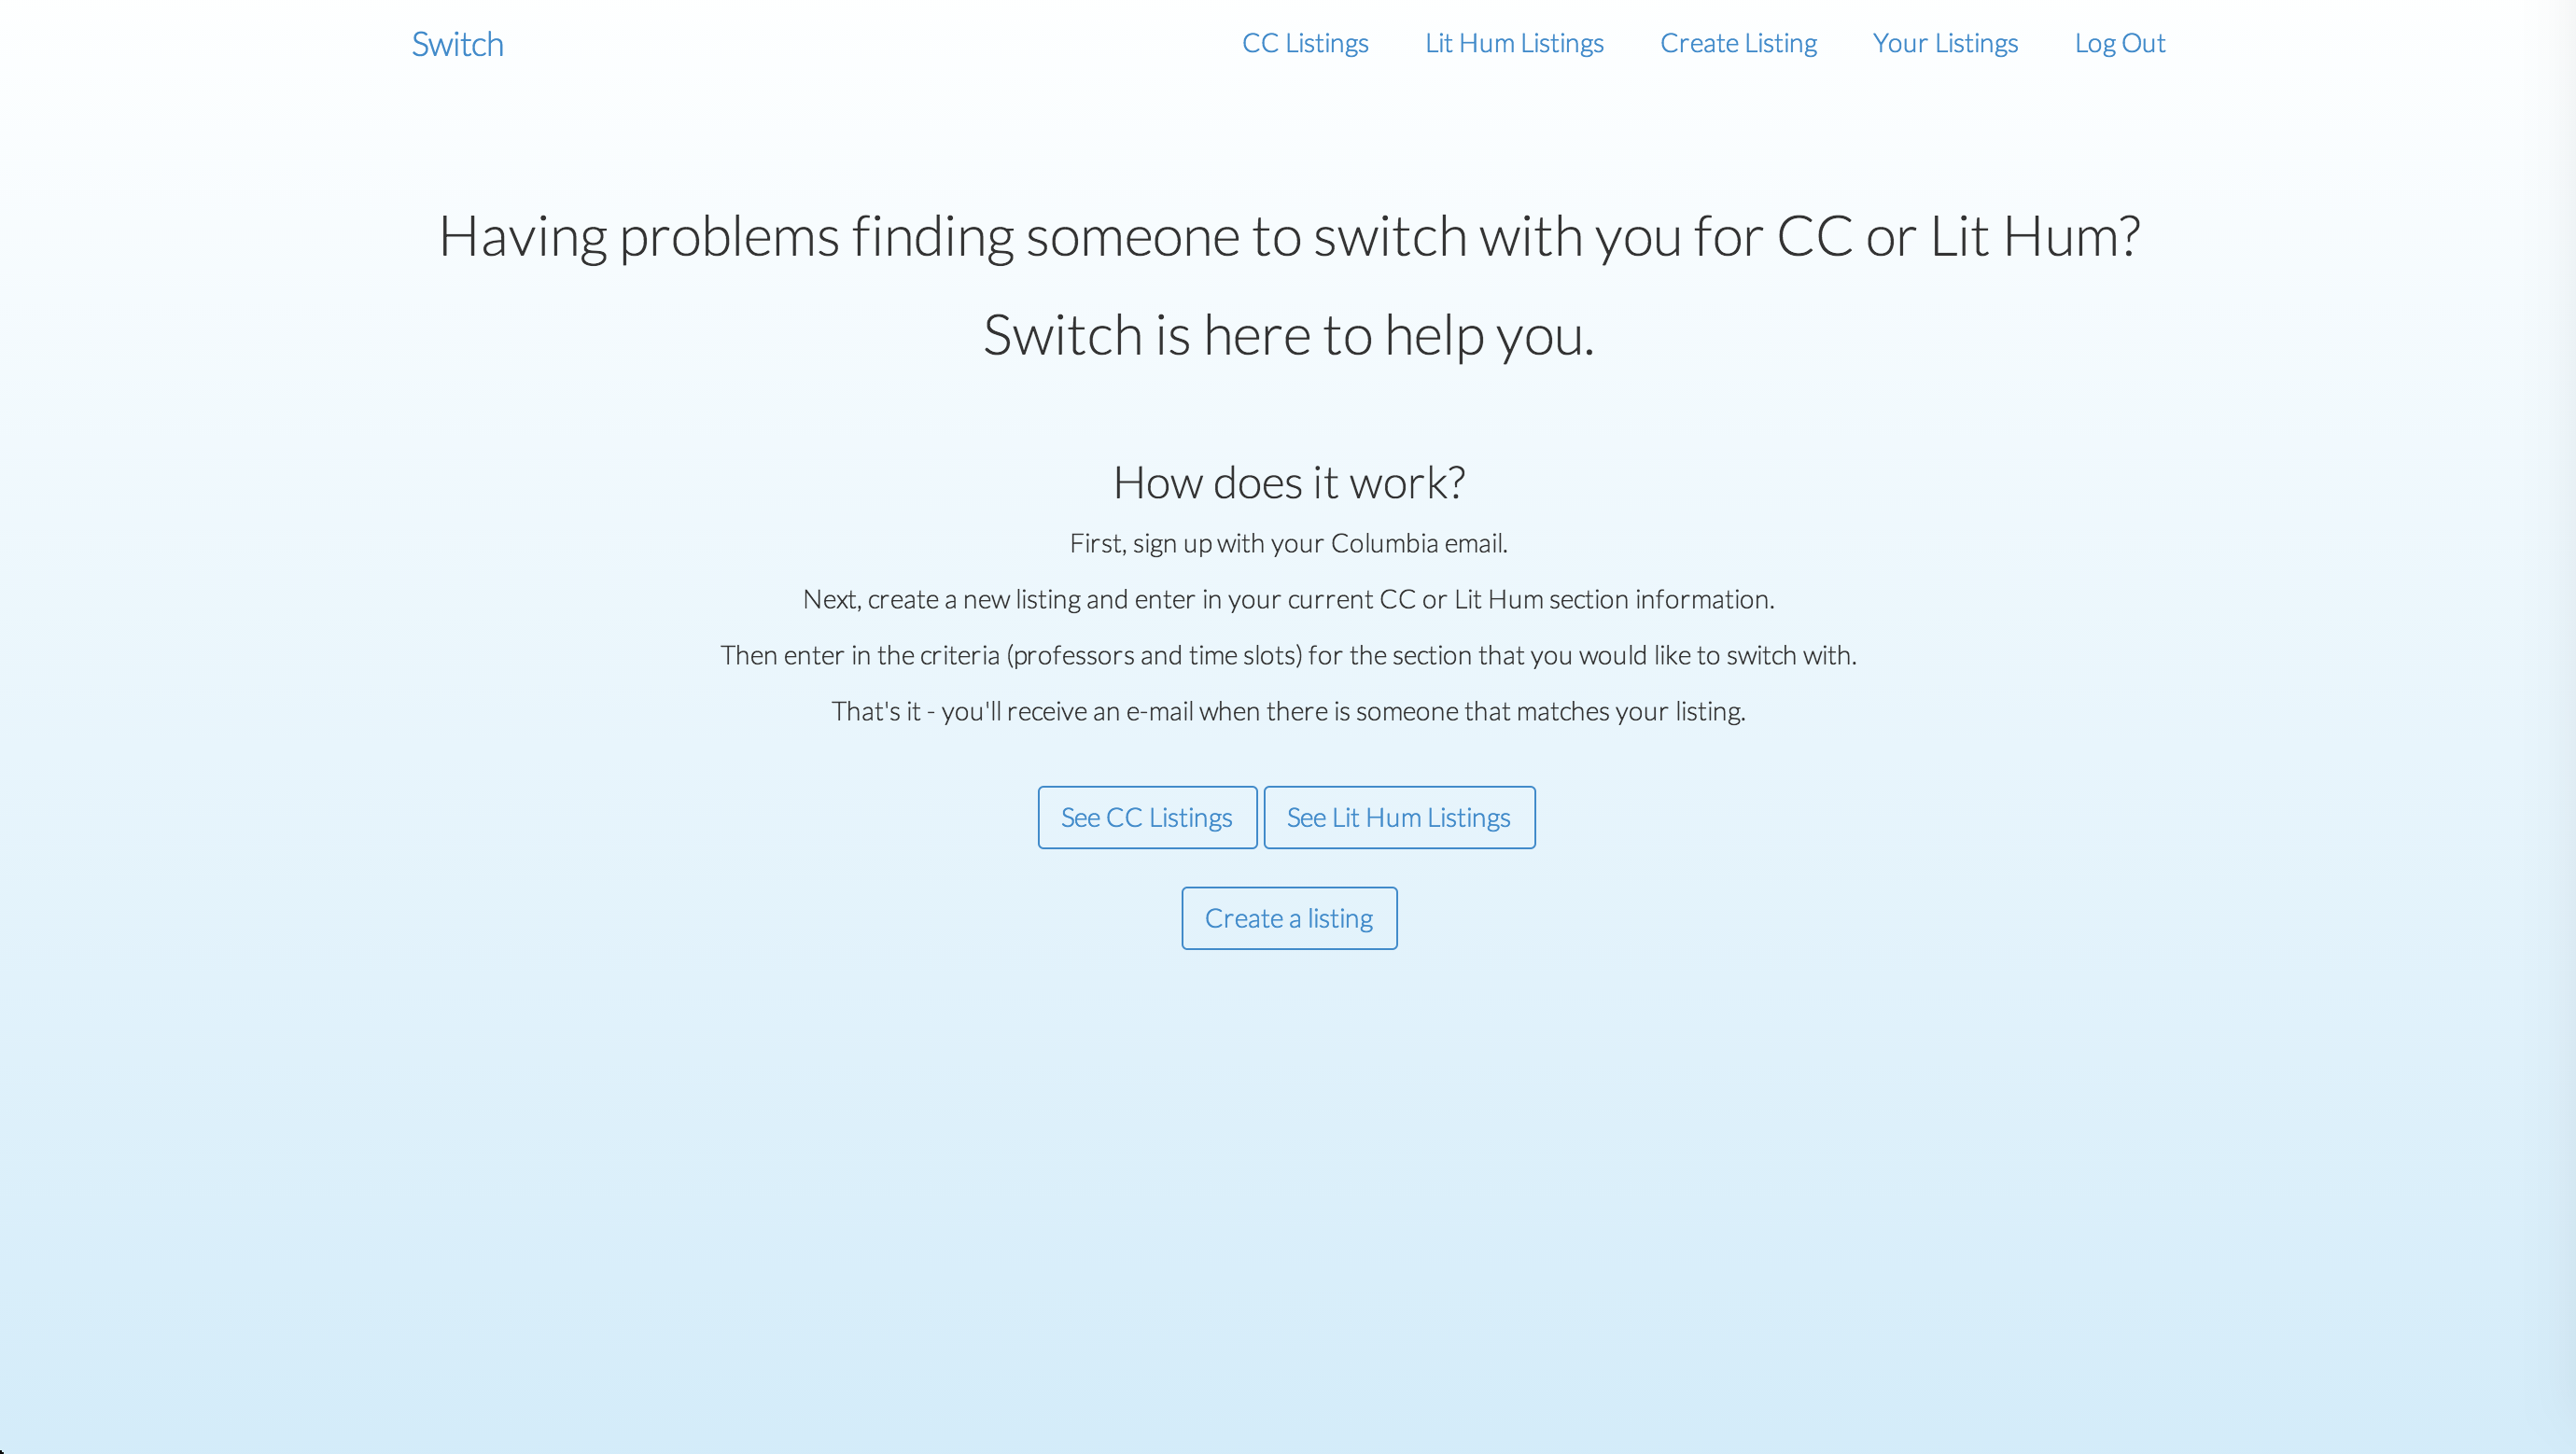 Switch
CC Listings
Lit Hum Listings
Create Listing
Your Listings
Log Out
Having problems finding someone to switch with you for CC or Lit Hum?
Switch is here to help you.
How does it work?
First, sign up with your Columbia email.
Next, create a new listing and enter in your current CC or Lit Hum section information.
Then enter in the criteria (professors and time slots) for the section that you would like to switch with.
That's it - you'll receive an e-mail when there is someone that matches your listing.
See CC Listings
See Lit Hum Listings
Create a listing